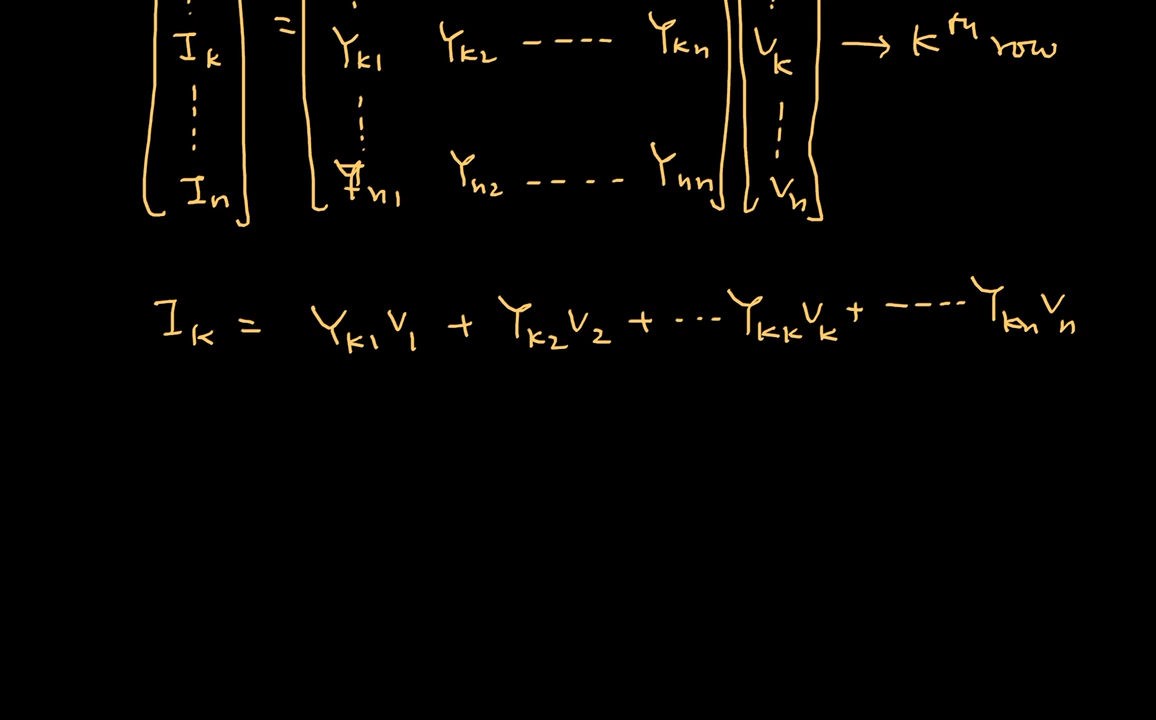 I_k = Y_k1 Y_k2 ---- Y_kn V_k → K^th row
I_n Y_n1 Y_n2 ---- Y_nn V_n
I_k = Y_k1 V_1 + Y_k2 V_2 + ... Y_kk V_k + ---- Y_kn V_n